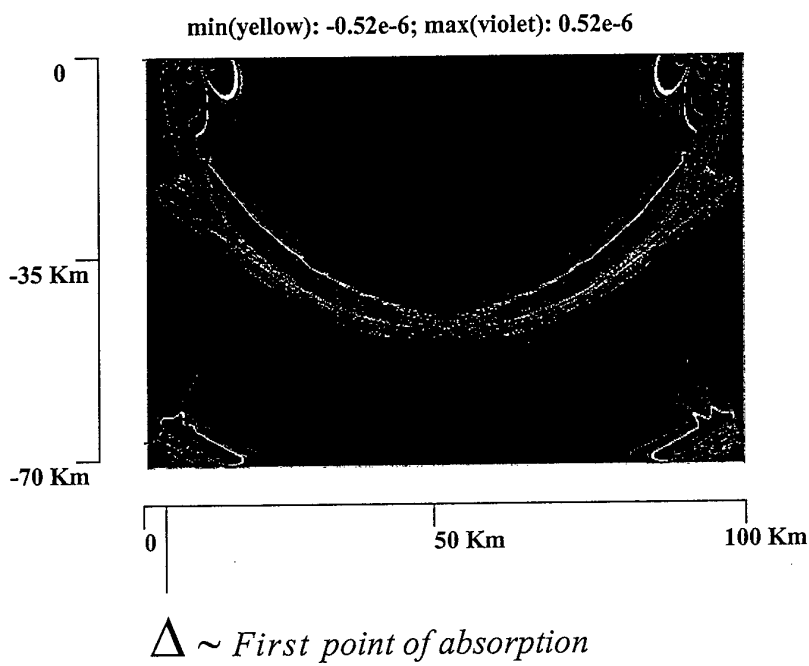 min(yellow): -0.52e-6; max(violet): 0.52e-6
0
-35 Km
-70 Km
0
50 Km
100 Km
Δ ~ First point of absorption